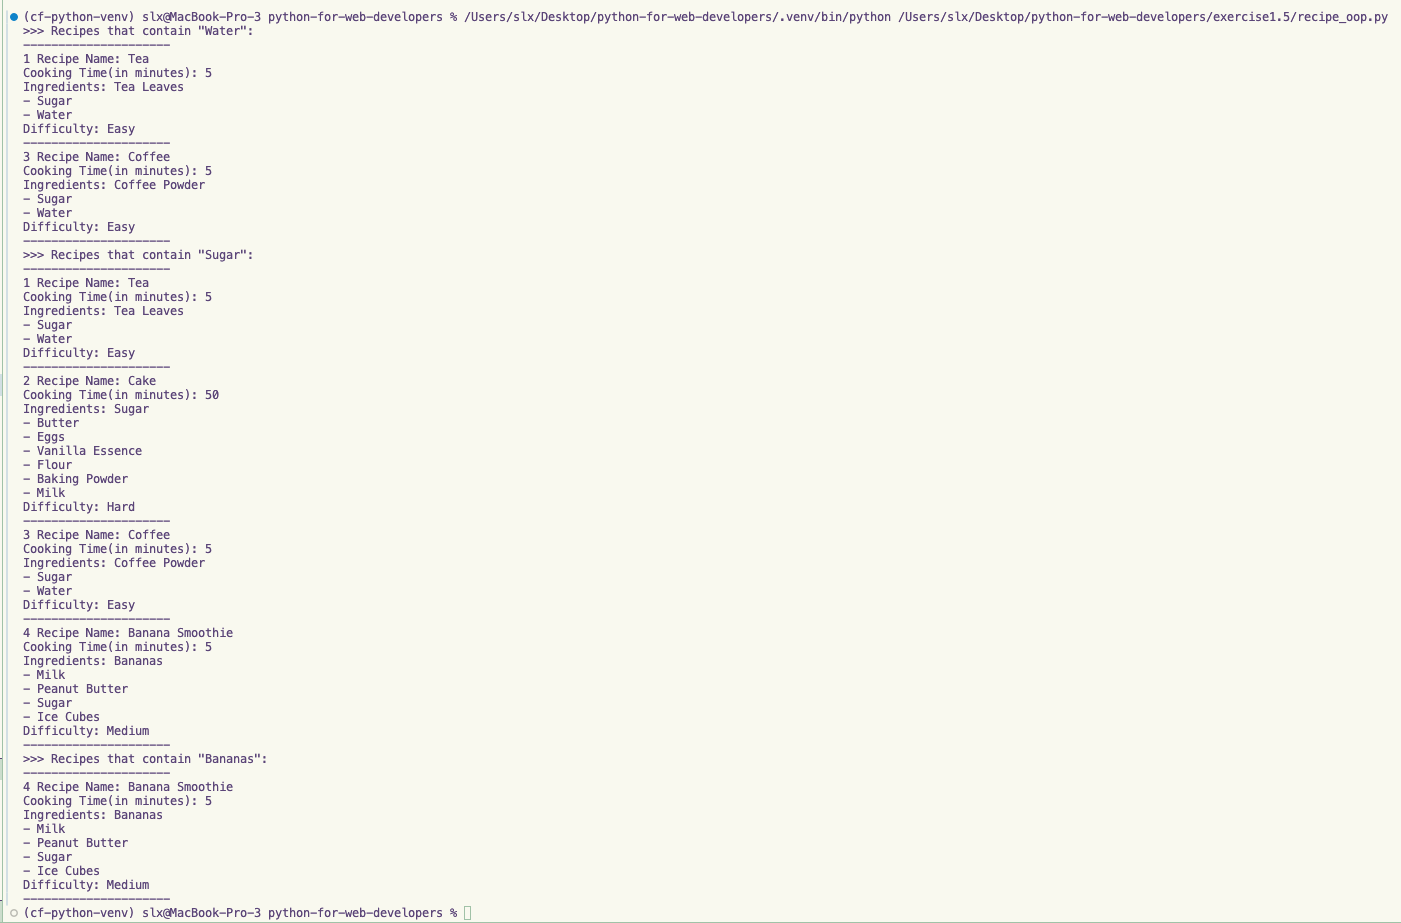 (cf-python-venv) slx@MacBook-Pro-3 python-for-web-developers % /Users/slx/Desktop/python-for-web-developers/.venv/bin/python /Users/slx/Desktop/python-for-web-developers/exercise1.5/recipe_oop.py
>>> Recipes that contain "Water":
---------------------
1 Recipe Name: Tea
Cooking Time(in minutes): 5
Ingredients: Tea Leaves
- Sugar
- Water
Difficulty: Easy
---------------------
3 Recipe Name: Coffee
Cooking Time(in minutes): 5
Ingredients: Coffee Powder
- Sugar
- Water
Difficulty: Easy
---------------------
>>> Recipes that contain "Sugar":
---------------------
1 Recipe Name: Tea
Cooking Time(in minutes): 5
Ingredients: Tea Leaves
- Sugar
- Water
Difficulty: Easy
---------------------
2 Recipe Name: Cake
Cooking Time(in minutes): 50
Ingredients: Sugar
- Butter
- Eggs
- Vanilla Essence
- Flour
- Baking Powder
- Milk
Difficulty: Hard
---------------------
3 Recipe Name: Coffee
Cooking Time(in minutes): 5
Ingredients: Coffee Powder
- Sugar
- Water
Difficulty: Easy
---------------------
4 Recipe Name: Banana Smoothie
Cooking Time(in minutes): 5
Ingredients: Bananas
- Milk
- Peanut Butter
- Sugar
- Ice Cubes
Difficulty: Medium
---------------------
>>> Recipes that contain "Bananas":
---------------------
4 Recipe Name: Banana Smoothie
Cooking Time(in minutes): 5
Ingredients: Bananas
- Milk
- Peanut Butter
- Sugar
- Ice Cubes
Difficulty: Medium
---------------------
(cf-python-venv) slx@MacBook-Pro-3 python-for-web-developers %